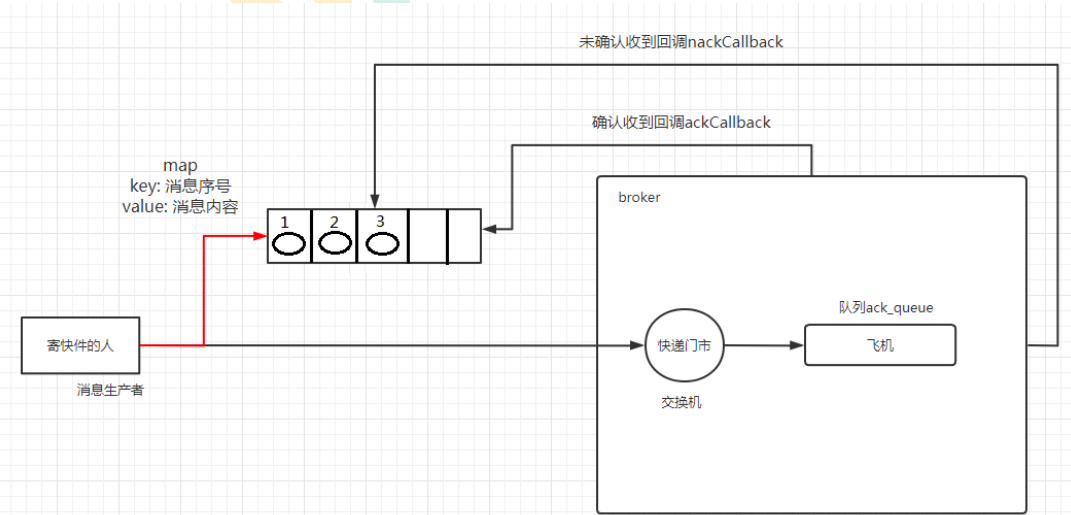 未确认收到回调nackCallback
确认收到回调ackCallback
map
key: 消息序号
value: 消息内容
1 2 3
broker
队列ack_queue
寄快件的人
快递门市
飞机
消息生产者
交换机